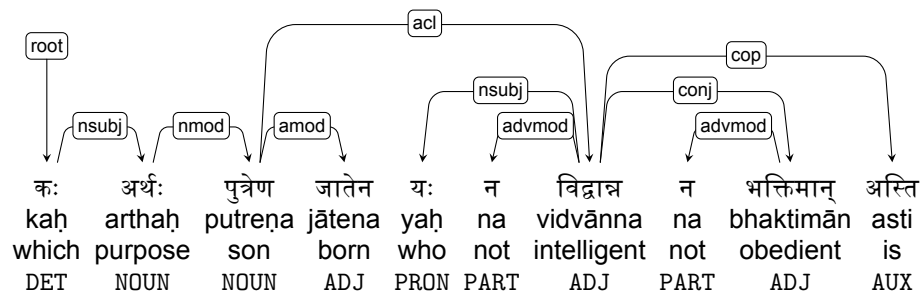 acl
root
cop
nsubj conj
nsubj nmod amod advmod advmod
कः अर्थः पुत्रेण जातेन यः न विद्वान्न न भक्तिमान् अस्ति
kaḥ arthaḥ putreṇa jātena yaḥ na vidvānna na bhaktimān asti
which purpose son born who not intelligent not obedient is
DET NOUN NOUN ADJ PRON PART ADJ PART ADJ AUX